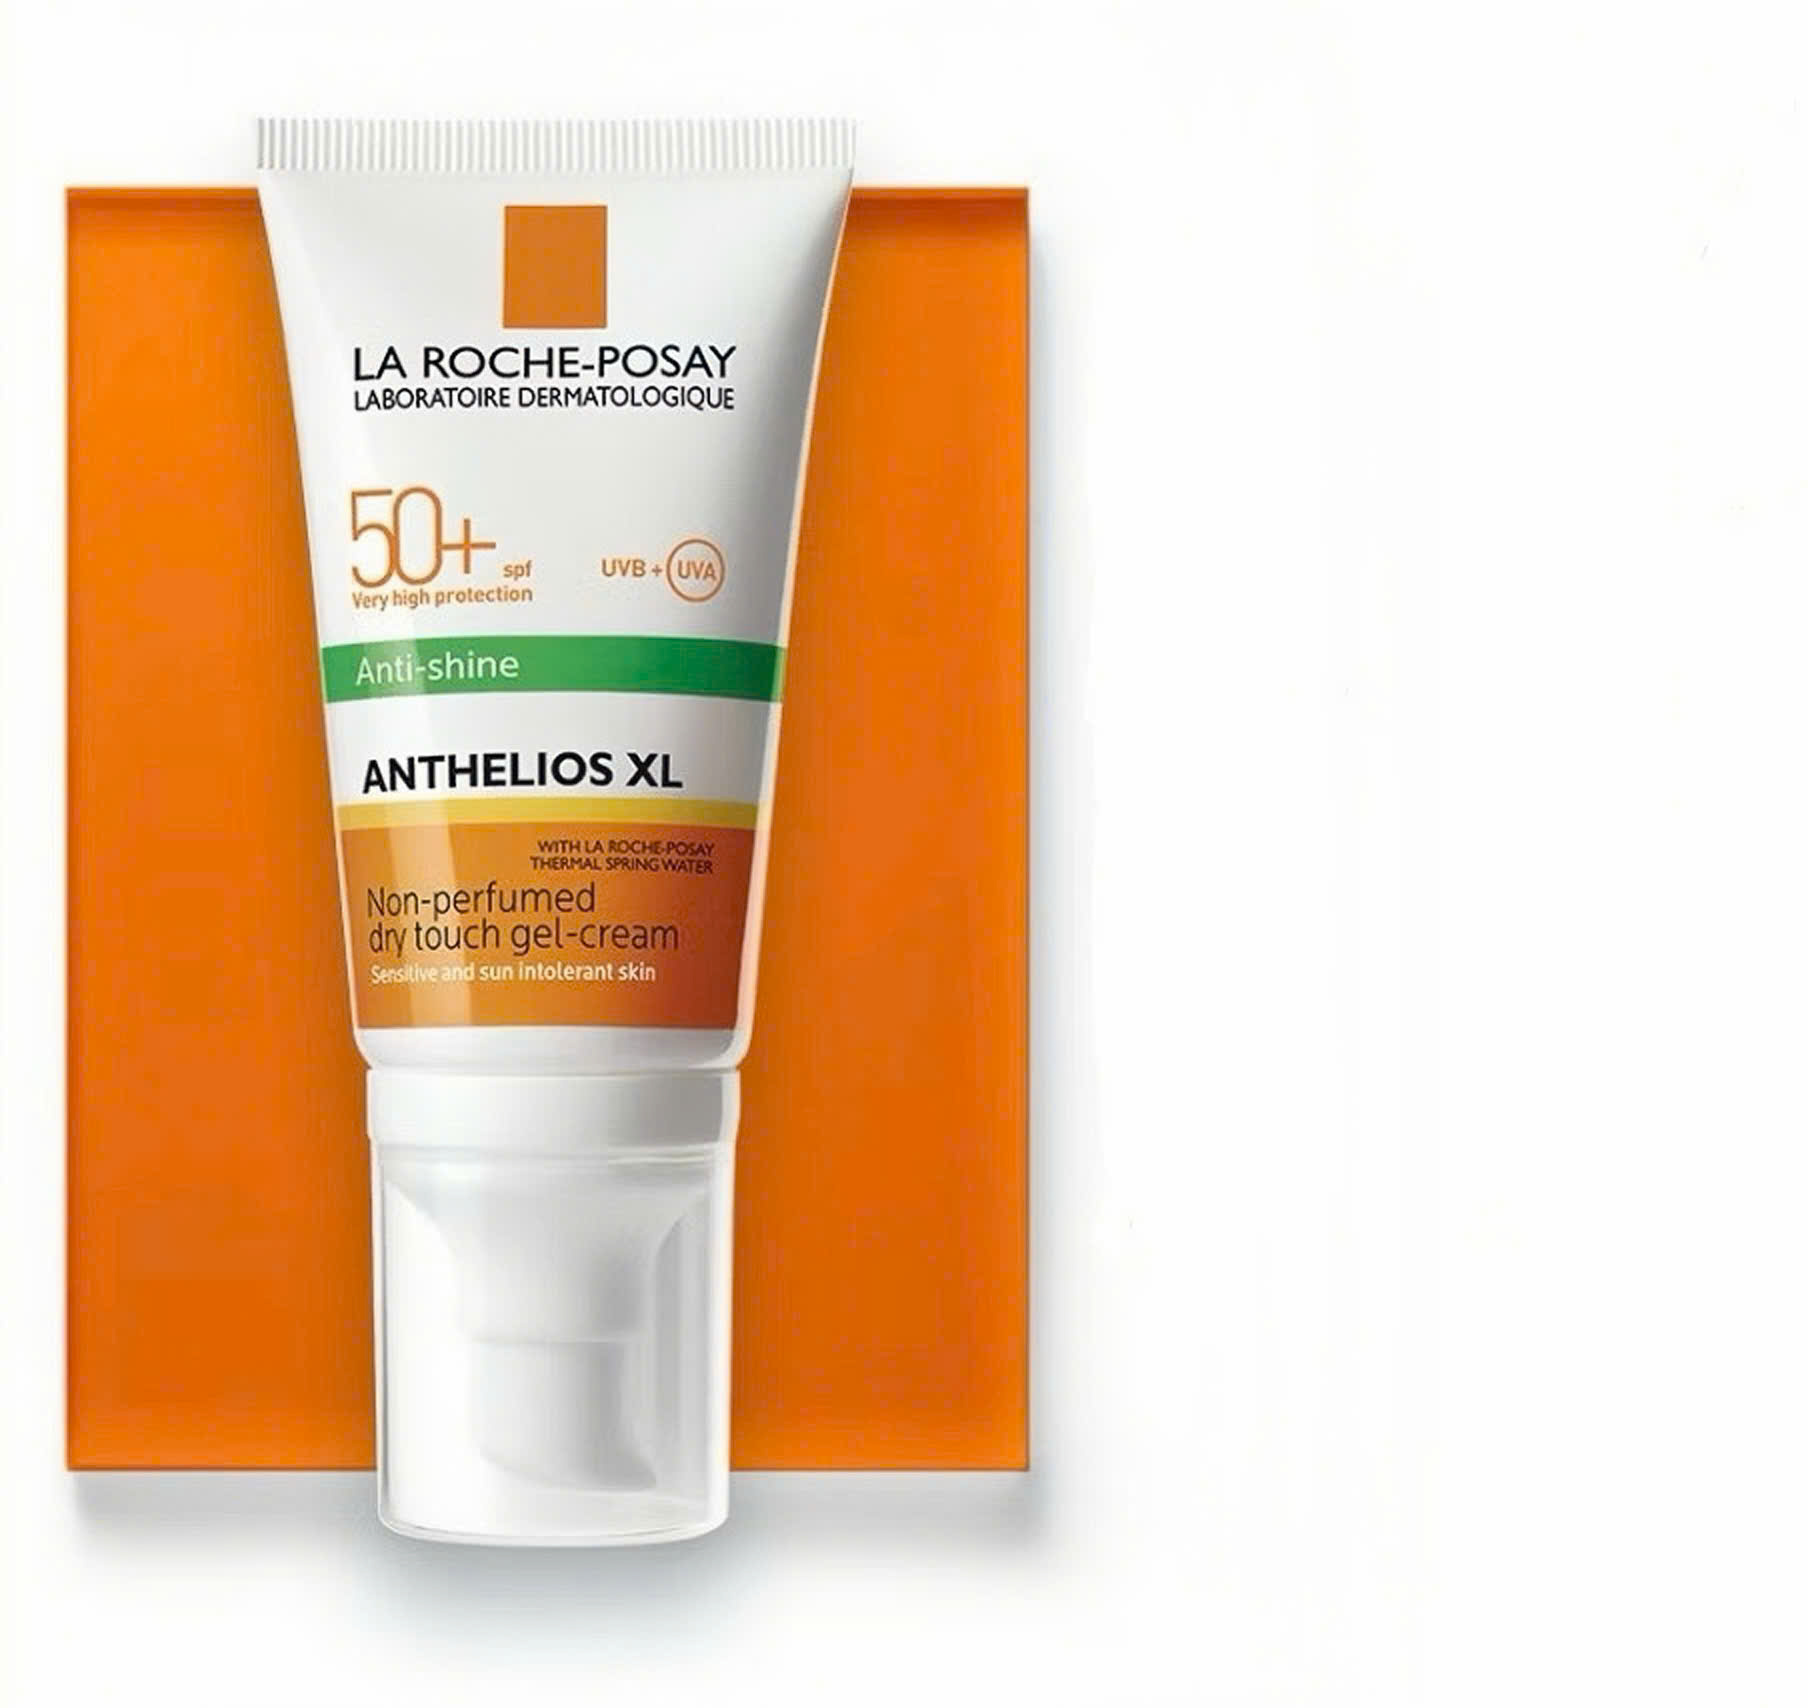 LA ROCHE-POSAY
LABORATOIRE DERMATOLOGIQUE
50+ spf
Very high protection
UVB + UVA
Anti-shine
ANTHELIOS XL
WITH LA ROCHE-POSAY
THERMAL SPRING WATER
Non-perfumed
dry touch gel-cream
Sensitive and sun intolerant skin